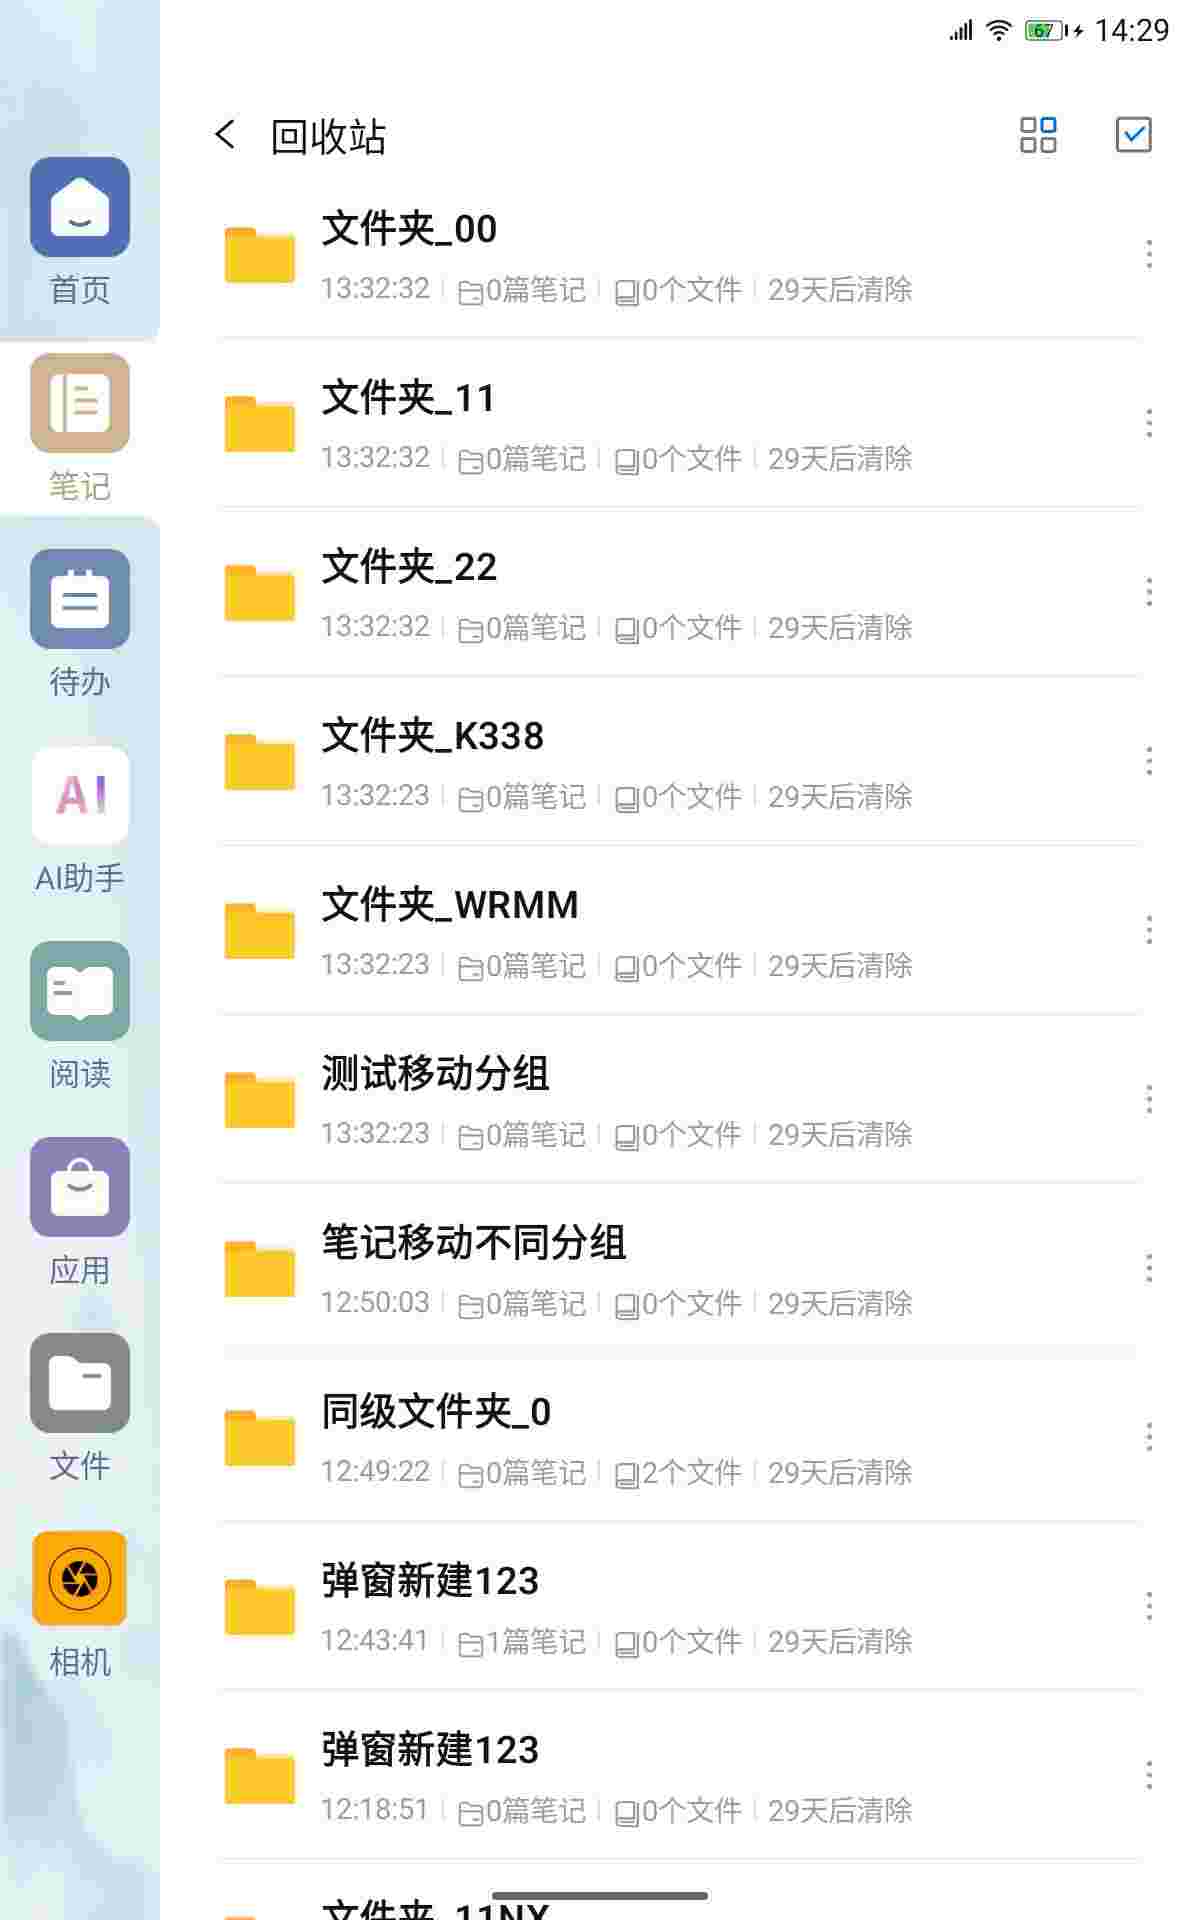 67 14:29
回收站
首页
笔记
待办
AI
AI助手
阅读
应用
文件
相机
文件夹_00
13:32:32 0篇笔记 0个文件 29天后清除
文件夹_11
13:32:32 0篇笔记 0个文件 29天后清除
文件夹_22
13:32:32 0篇笔记 0个文件 29天后清除
文件夹_K338
13:32:23 0篇笔记 0个文件 29天后清除
文件夹_WRMM
13:32:23 0篇笔记 0个文件 29天后清除
测试移动分组
13:32:23 0篇笔记 0个文件 29天后清除
笔记移动不同分组
12:50:03 0篇笔记 0个文件 29天后清除
同级文件夹_0
12:49:22 0篇笔记 2个文件 29天后清除
弹窗新建123
12:43:41 1篇笔记 0个文件 29天后清除
弹窗新建123
12:18:51 0篇笔记 0个文件 29天后清除
文件夹_11NX